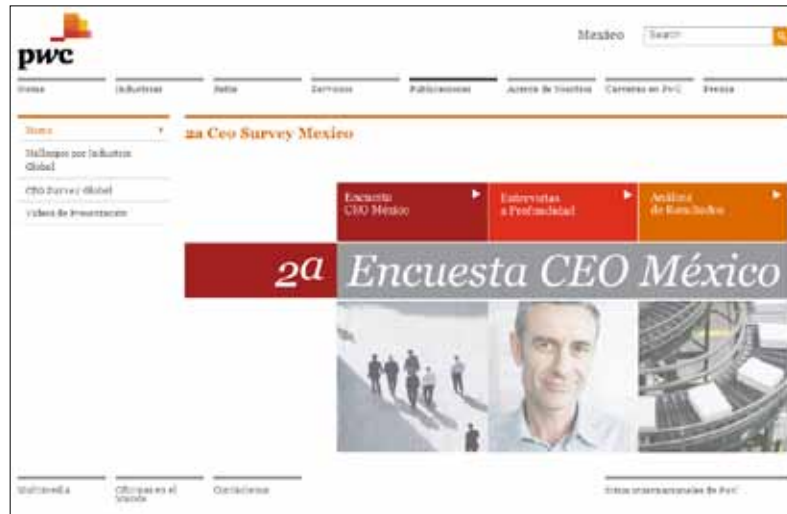 pwc
Mexico
Search
Home
Industrias
Servicios
Publicaciones
Acerca de Nosotros
Carreras en PwC
Prensa
Home
Hallazgos por Industria
Global
CEO Survey Global
Videos de Presentación
2a Ceo Survey Mexico
Encuesta
CEO México
Entrevistas
a Profundidad
Análisis
de Resultados
2a Encuesta CEO México
Multimedia
Oficinas en el
Mundo
Contáctenos
Sitios internacionales de PwC